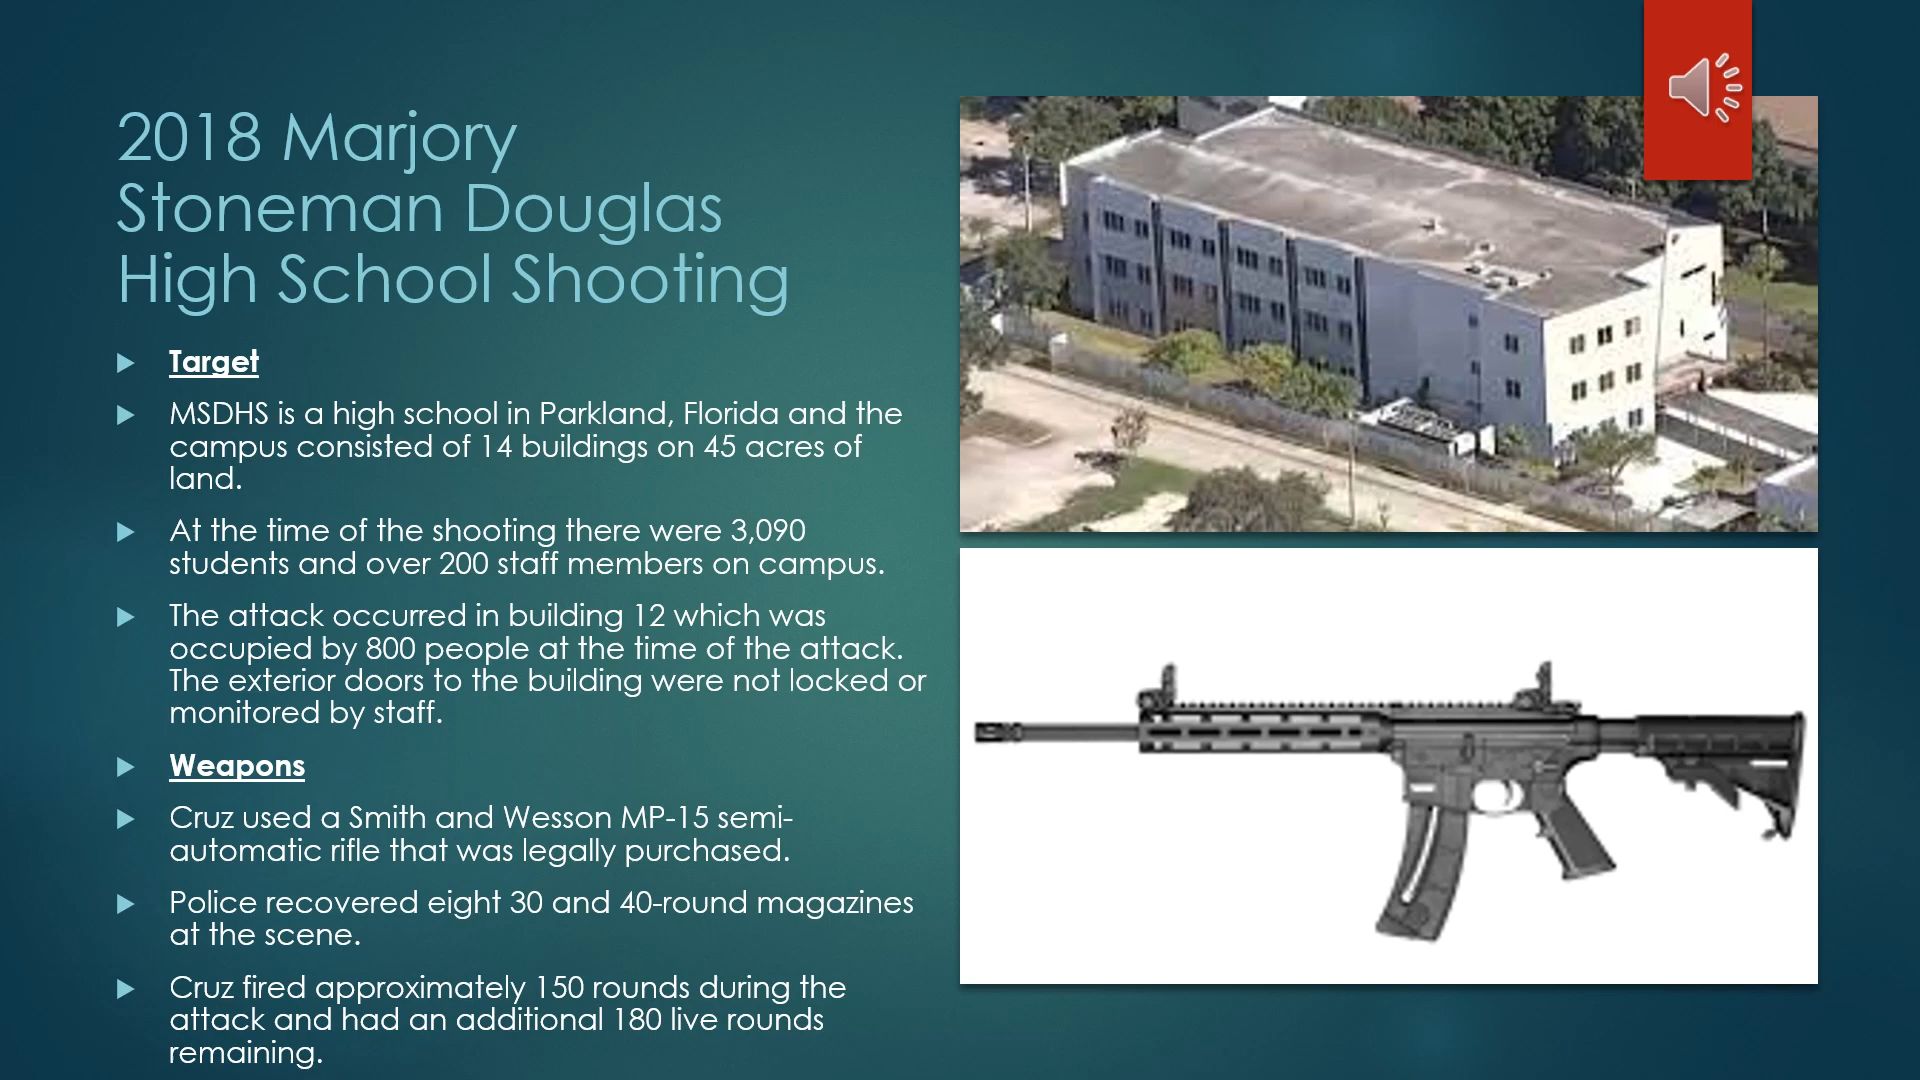 2018 Marjory
Stoneman Douglas
High School Shooting
Target
MSDHS is a high school in Parkland, Florida and the
campus consisted of 14 buildings on 45 acres of
land.
At the time of the shooting there were 3,090
students and over 200 staff members on campus.
The attack occurred in building 12 which was
occupied by 800 people at the time of the attack.
The exterior doors to the building were not locked or
monitored by staff.
Weapons
Cruz used a Smith and Wesson MP-15 semi-
automatic rifle that was legally purchased.
Police recovered eight 30 and 40-round magazines
at the scene.
Cruz fired approximately 150 rounds during the
attack and had an additional 180 live rounds
remaining.